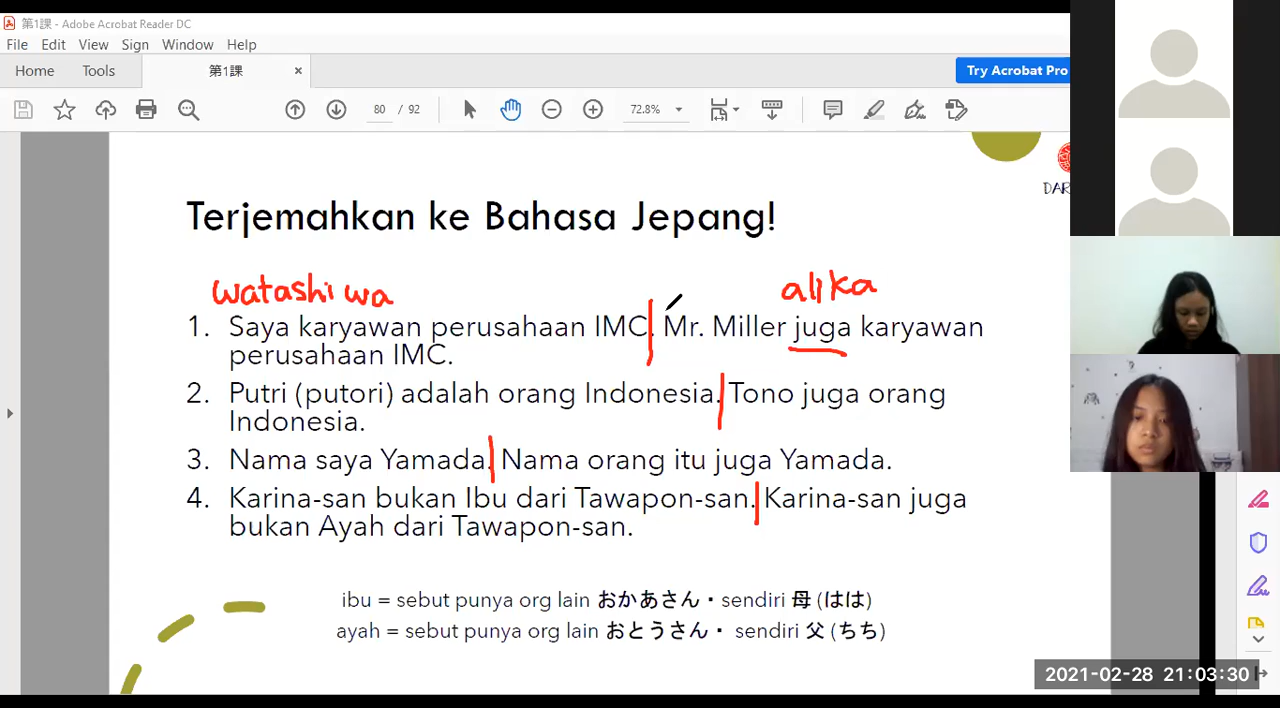 第1課 - Adobe Acrobat Reader DC
File Edit View Sign Window Help
Home Tools 第1課 ×
Try Acrobat Pro
80 / 92 72.8%
DAR
Terjemahkan ke Bahasa Jepang!
watashi wa alika
1. Saya karyawan perusahaan IMC. Mr. Miller juga karyawan
perusahaan IMC.
2. Putri (putori) adalah orang Indonesia. Tono juga orang
Indonesia.
3. Nama saya Yamada. Nama orang itu juga Yamada.
4. Karina-san bukan Ibu dari Tawapon-san. Karina-san juga
bukan Ayah dari Tawapon-san.
ibu = sebut punya org lain おかあさん・sendiri 母 (はは)
ayah = sebut punya org lain おとうさん・ sendiri 父 (ちち)
2021-02-28 21:03:30